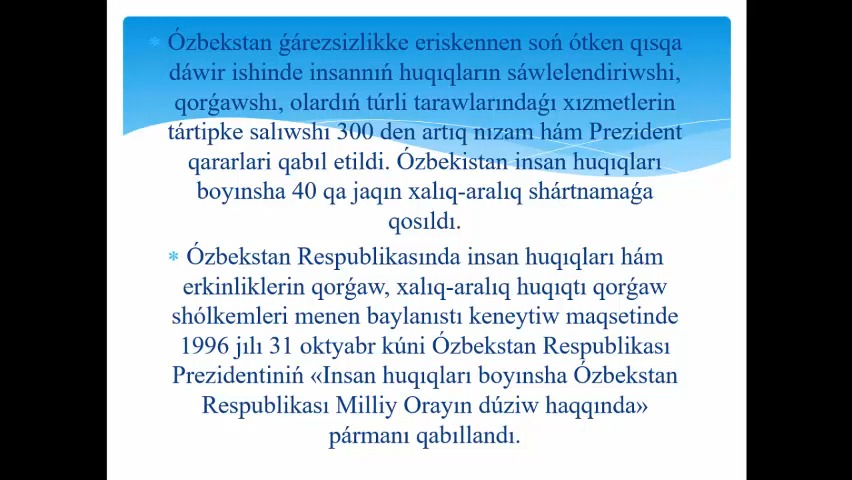 * Ózbekstan ǵárezsizlikke eriskennen soń ótken qısqa
dáwir ishinde insannıń huqıqların sáwlelendiriwshi,
qorǵawshı, olardıń túrli tarawlarındaǵı xızmetlerin
tártipke salıwshı 300 den artıq nızam hám Prezident
qararlari qabıl etildi. Ózbekistan insan huqıqları
boyınsha 40 qa jaqın xalıq-aralıq shártnamaǵa
qosıldı.
* Ózbekstan Respublikasında insan huqıqları hám
erkinliklerin qorǵaw, xalıq-aralıq huqıqtı qorǵaw
shólkemleri menen baylanıstı keneytiw maqsetinde
1996 jılı 31 oktyabr kúni Ózbekstan Respublikası
Prezidentiniń «Insan huqıqları boyınsha Ózbekstan
Respublikası Milliy Orayın dúziw haqqında»
pármanı qabıllandı.